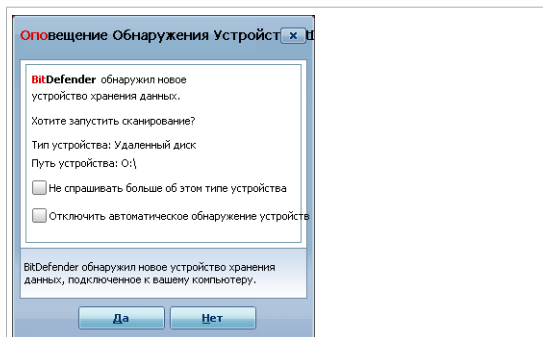 Оповещение Обнаружения Устройст
BitDefender обнаружил новое
устройство хранения данных.
Хотите запустить сканирование?
Тип устройства: Удаленный диск
Путь устройства: O:\
Не спрашивать больше об этом типе устройства
Отключить автоматическое обнаружение устройств
BitDefender обнаружил новое устройство хранения
данных, подключенное к вашему компьютеру.
Да Нет